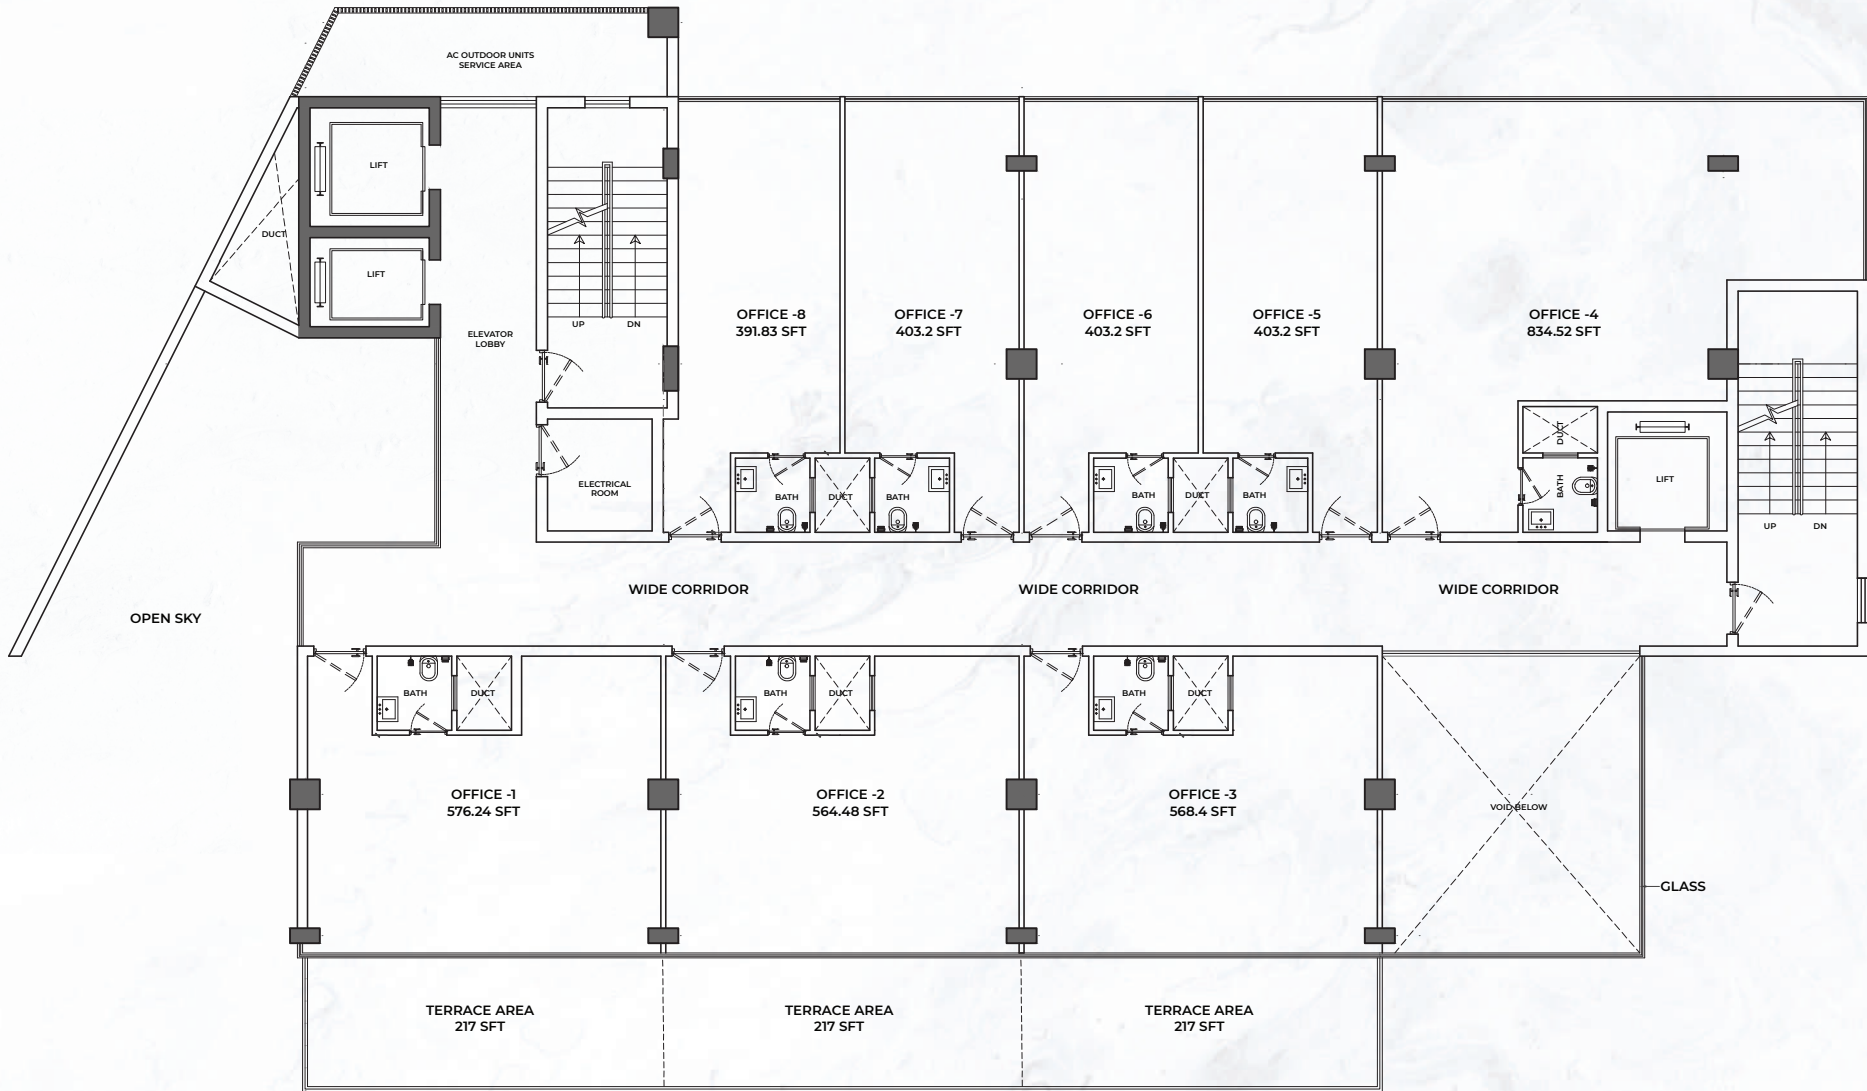 AC OUTDOOR UNITS
SERVICE AREA
LIFT
DUCT
LIFT
ELEVATOR
LOBBY
UP
DN
OFFICE -8
391.83 SFT
OFFICE -7
403.2 SFT
OFFICE -6
403.2 SFT
OFFICE -5
403.2 SFT
OFFICE -4
834.52 SFT
ELECTRICAL
ROOM
BATH
DUCT
BATH
BATH
DUCT
BATH
DUCT
BATH
LIFT
UP
DN
OPEN SKY
WIDE CORRIDOR
WIDE CORRIDOR
WIDE CORRIDOR
BATH
DUCT
BATH
DUCT
BATH
DUCT
OFFICE -1
576.24 SFT
OFFICE -2
564.48 SFT
OFFICE -3
568.4 SFT
VOID BELOW
GLASS
TERRACE AREA
217 SFT
TERRACE AREA
217 SFT
TERRACE AREA
217 SFT